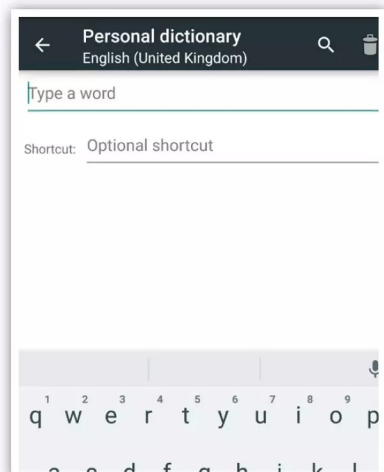 Personal dictionary
English (United Kingdom)
Type a word
Shortcut: Optional shortcut
1 2 3 4 5 6 7 8 9
q w e r t y u i o p
a s d f g h j k l